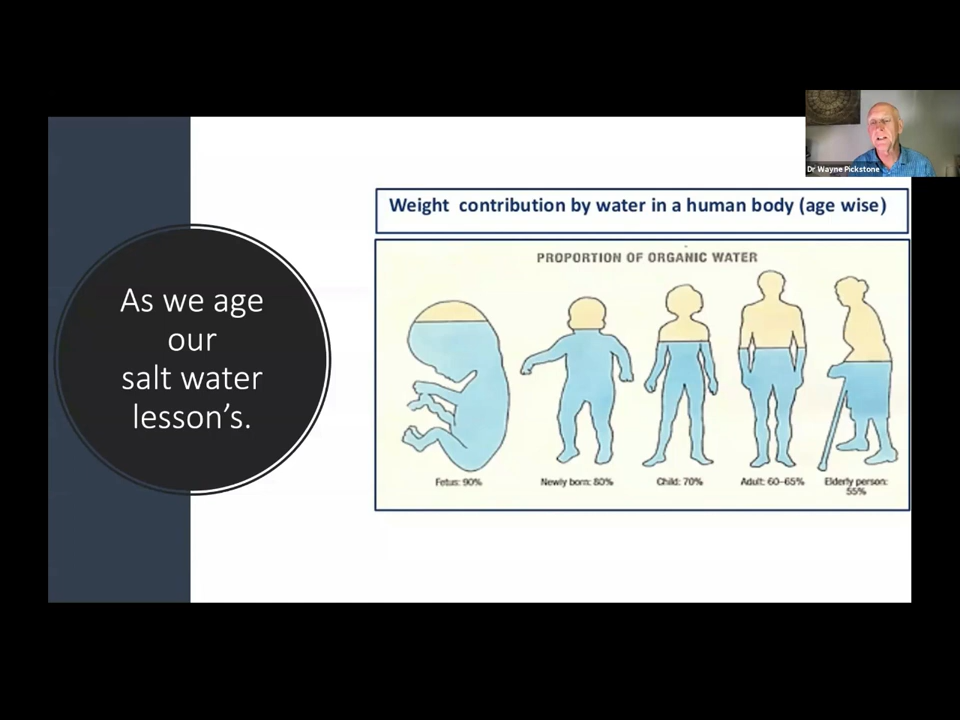 Dr Wayne Pickstone
Weight contribution by water in a human body (age wise)
PROPORTION OF ORGANIC WATER
As we age
our
salt water
lesson's.
Fetus: 90%
Newly born: 80%
Child: 70%
Adult: 60–65%
Elderly person:
55%